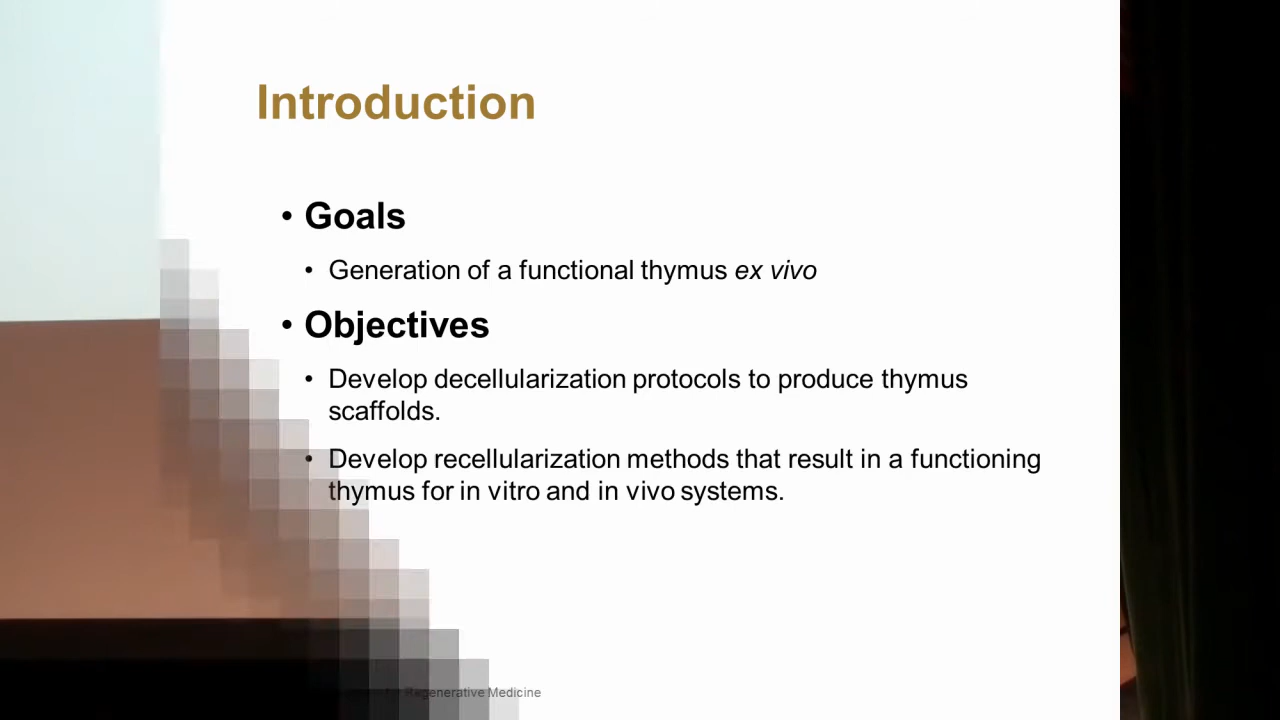 Introduction
• Goals
• Generation of a functional thymus ex vivo
• Objectives
• Develop decellularization protocols to produce thymus
scaffolds.
• Develop recellularization methods that result in a functioning
thymus for in vitro and in vivo systems.
Regenerative Medicine